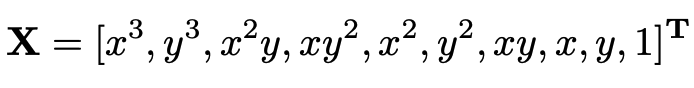 X = [x³, y³, x²y, xy², x², y², xy, x, y, 1]ᵀ